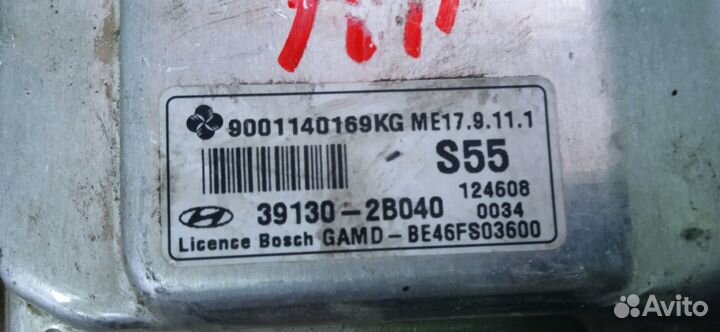 9001140169KG ME17.9.11.1
S55
124608
39130-2B040 0034
Licence Bosch GAMD-BE46FS03600
Avito